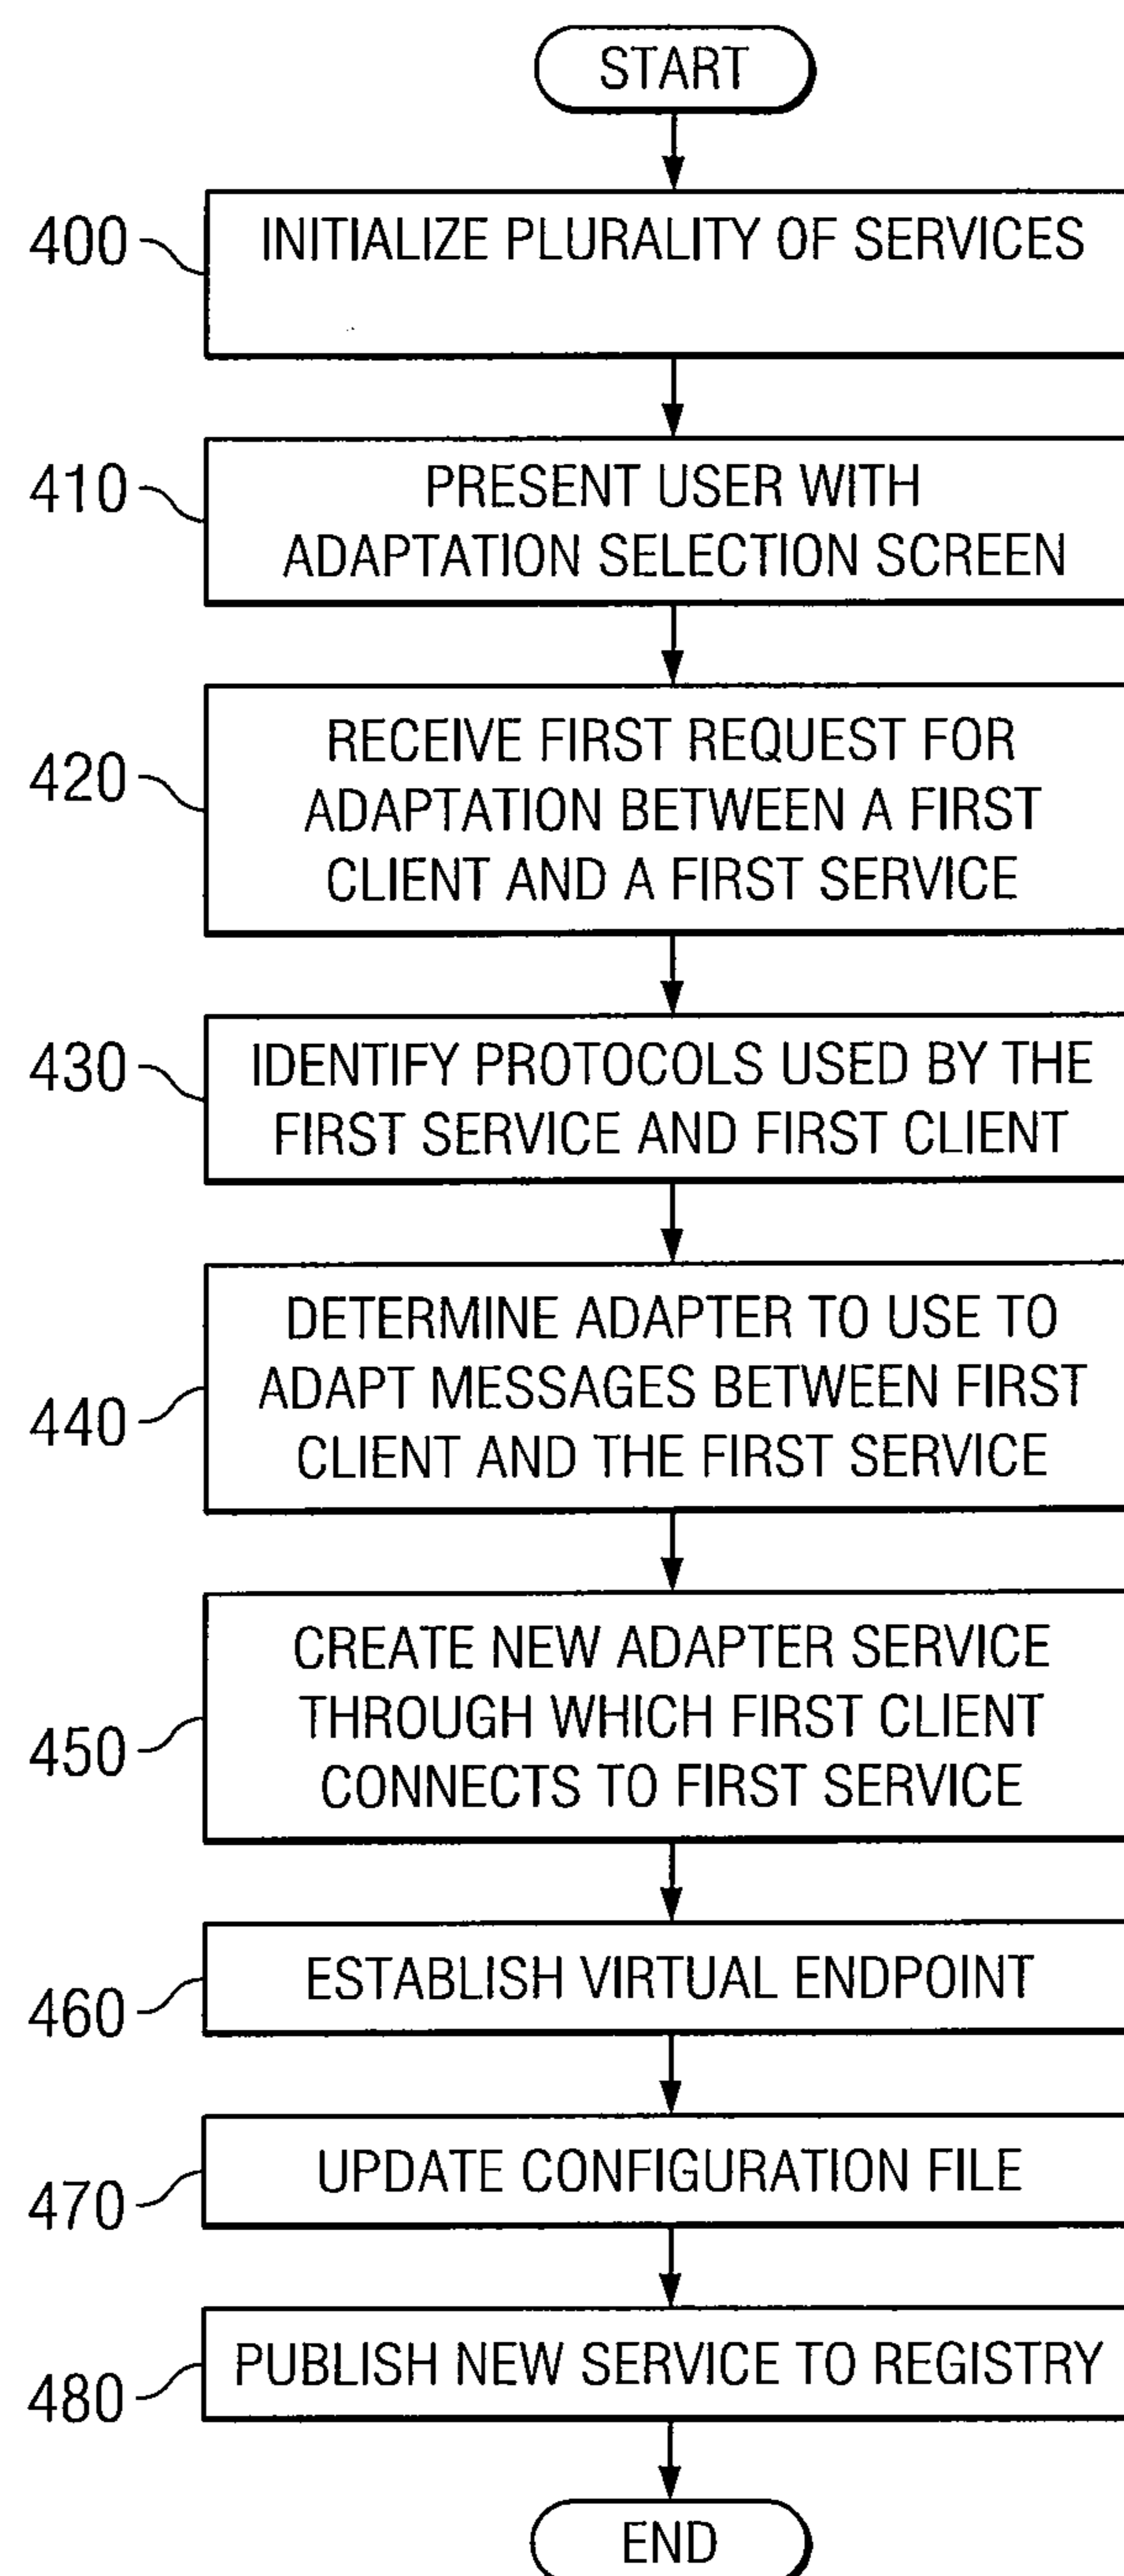 START
400
INITIALIZE PLURALITY OF SERVICES
410
PRESENT USER WITH
ADAPTATION SELECTION SCREEN
420
RECEIVE FIRST REQUEST FOR
ADAPTATION BETWEEN A FIRST
CLIENT AND A FIRST SERVICE
430
IDENTIFY PROTOCOLS USED BY THE
FIRST SERVICE AND FIRST CLIENT
440
DETERMINE ADAPTER TO USE TO
ADAPT MESSAGES BETWEEN FIRST
CLIENT AND THE FIRST SERVICE
450
CREATE NEW ADAPTER SERVICE
THROUGH WHICH FIRST CLIENT
CONNECTS TO FIRST SERVICE
460
ESTABLISH VIRTUAL ENDPOINT
470
UPDATE CONFIGURATION FILE
480
PUBLISH NEW SERVICE TO REGISTRY
END